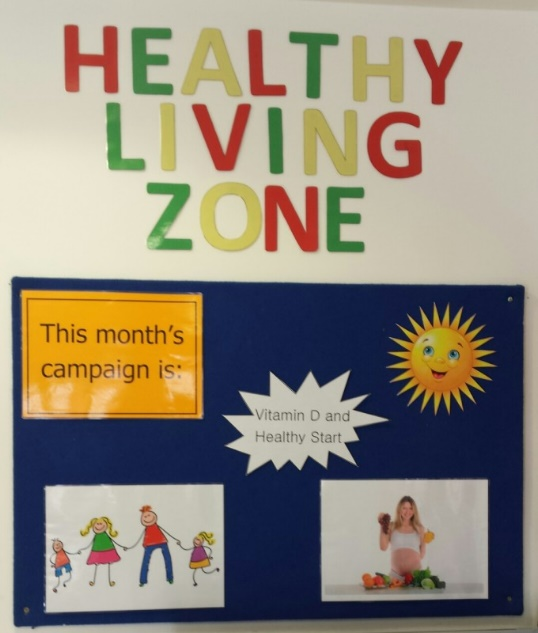 HEALTHY
LIVING
ZONE
This month's
campaign is:
Vitamin D and
Healthy Start